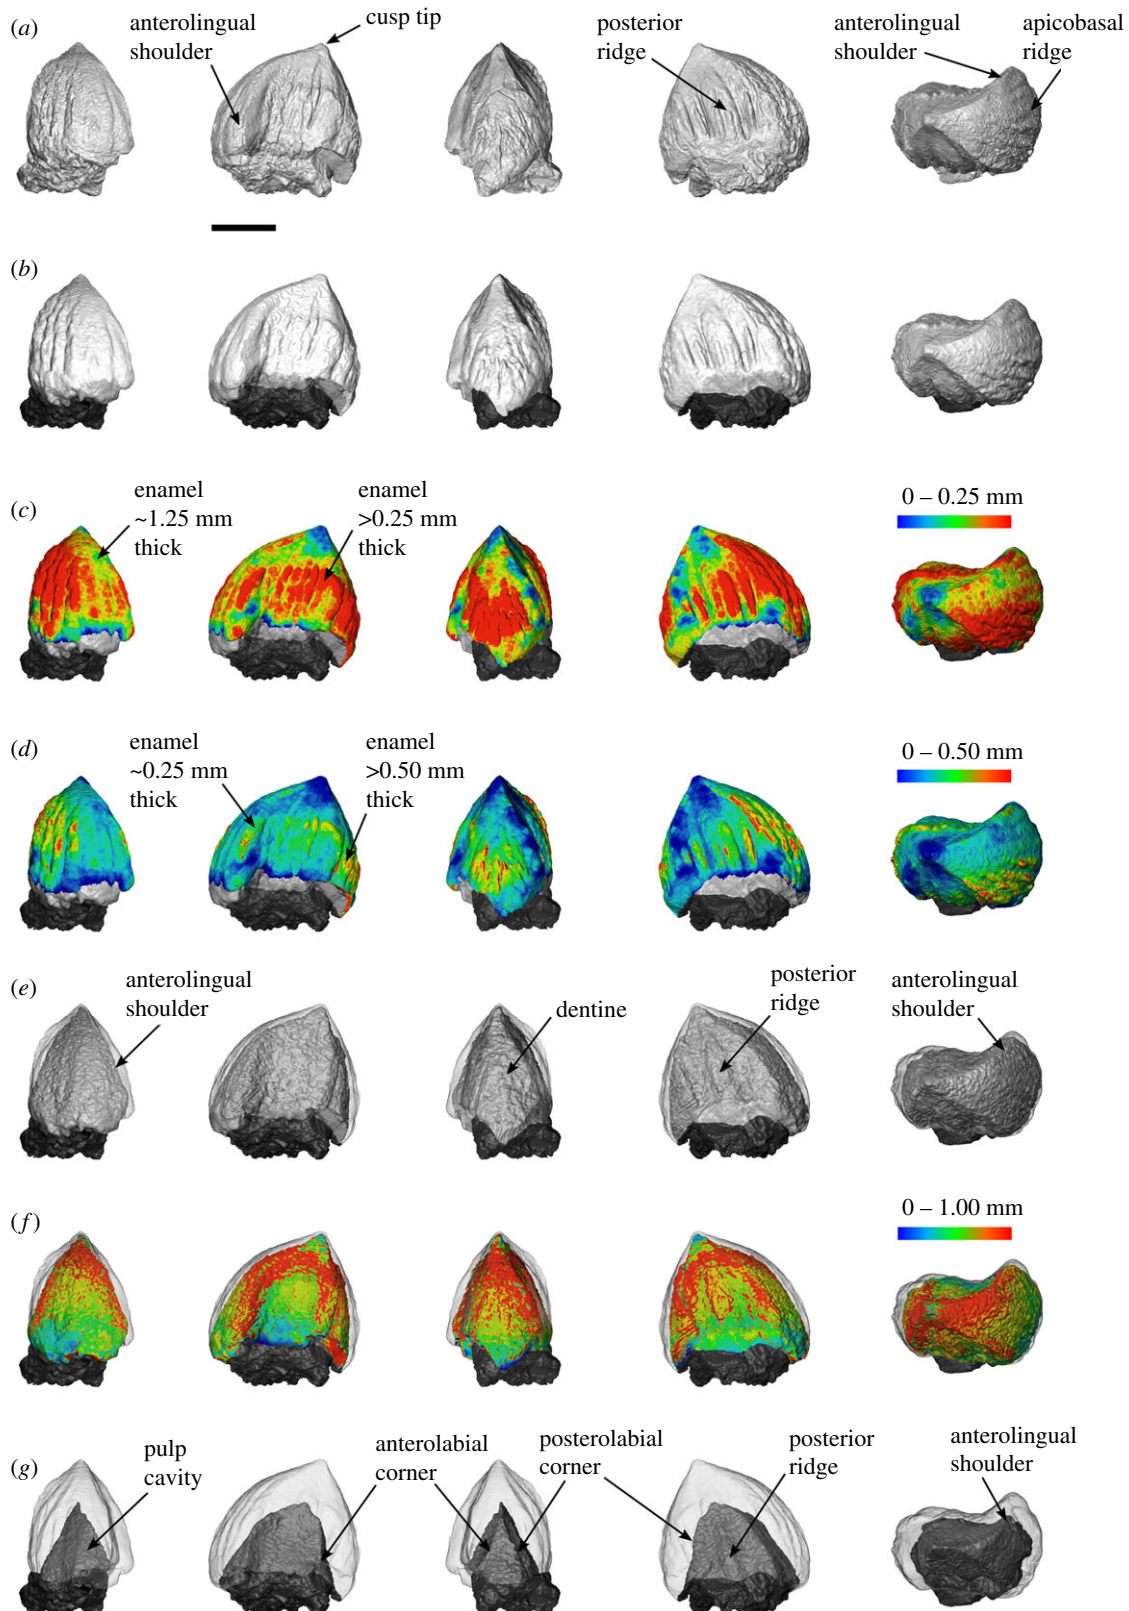 (a)
anterolingual
shoulder
cusp tip
posterior
ridge
anterolingual
shoulder
apicobasal
ridge
(b)
(c)
enamel
~1.25 mm
thick
enamel
>0.25 mm
thick
0 – 0.25 mm
(d)
enamel
~0.25 mm
thick
enamel
>0.50 mm
thick
0 – 0.50 mm
(e)
anterolingual
shoulder
dentine
posterior
ridge
anterolingual
shoulder
(f)
0 – 1.00 mm
(g)
pulp
cavity
anterolabial
corner
posterolabial
corner
posterior
ridge
anterolingual
shoulder